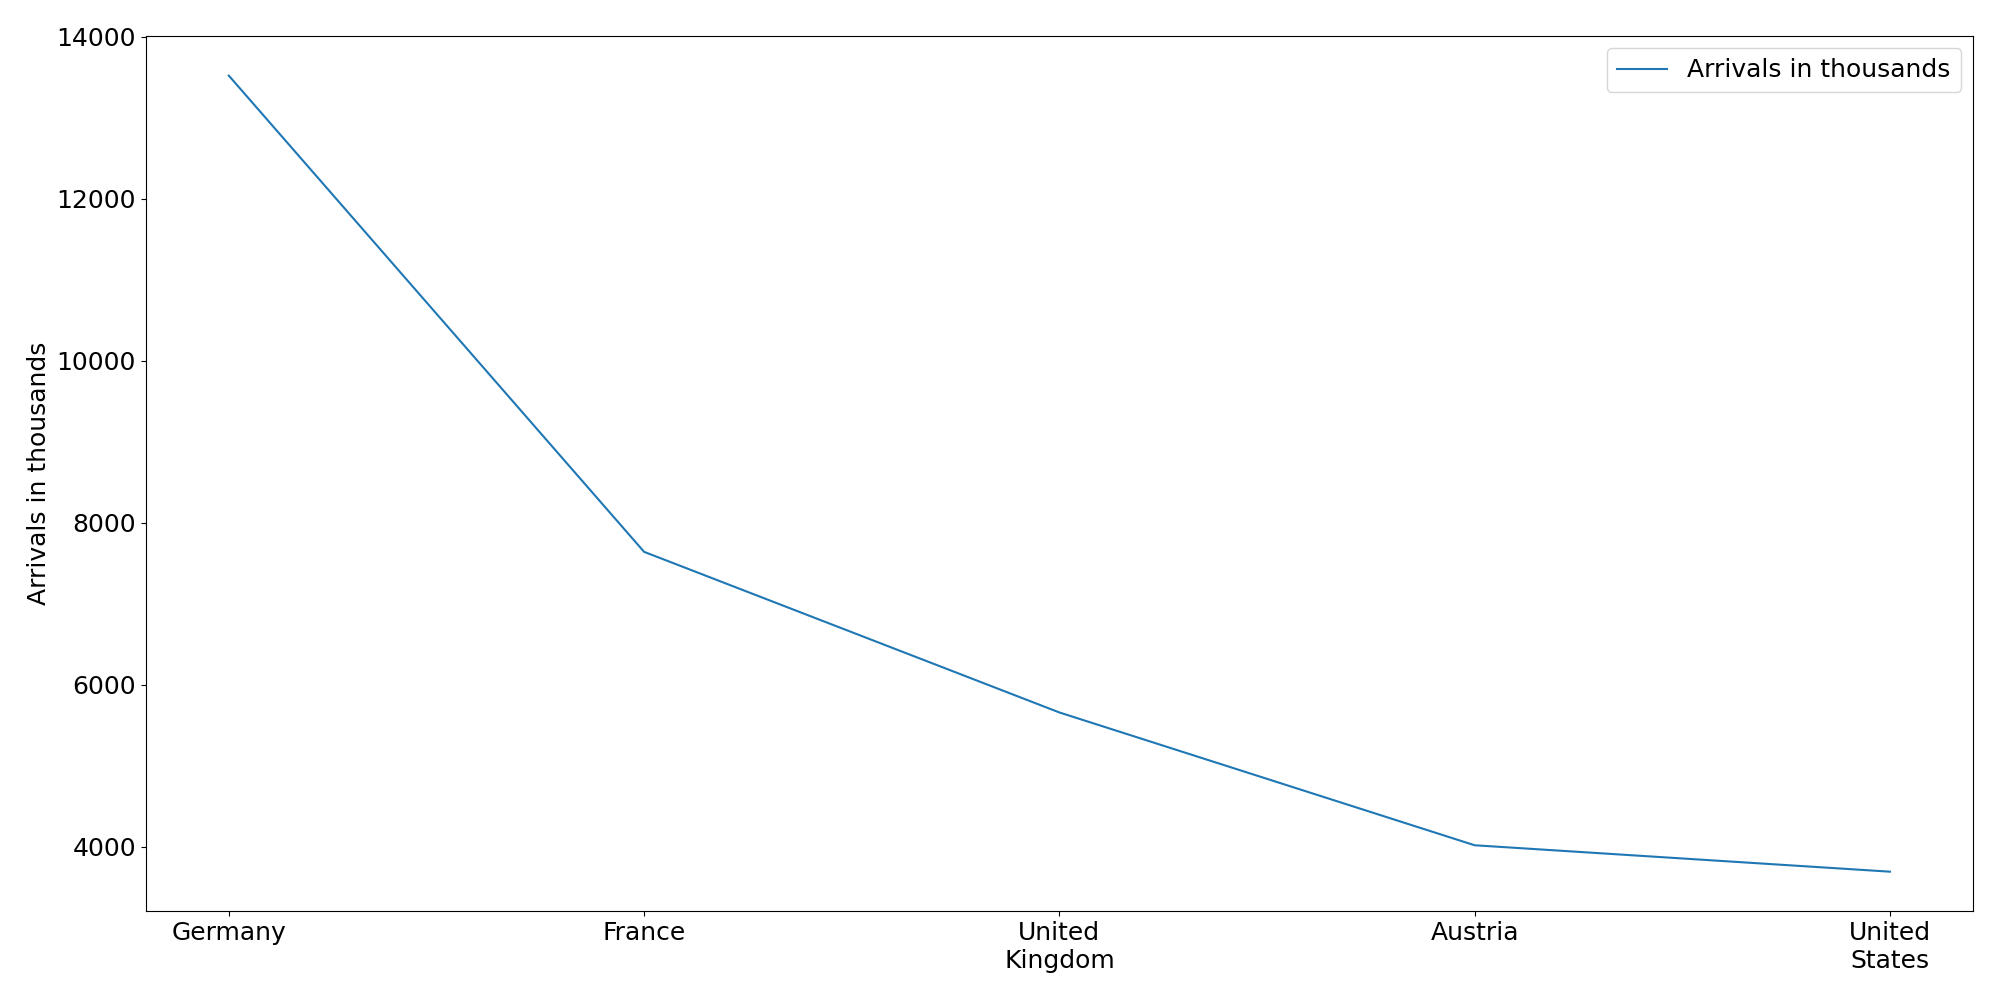 Arrivals in thousands
Arrivals in thousands
14000
12000
10000
8000
6000
4000
Germany
France
United
Kingdom
Austria
United
States